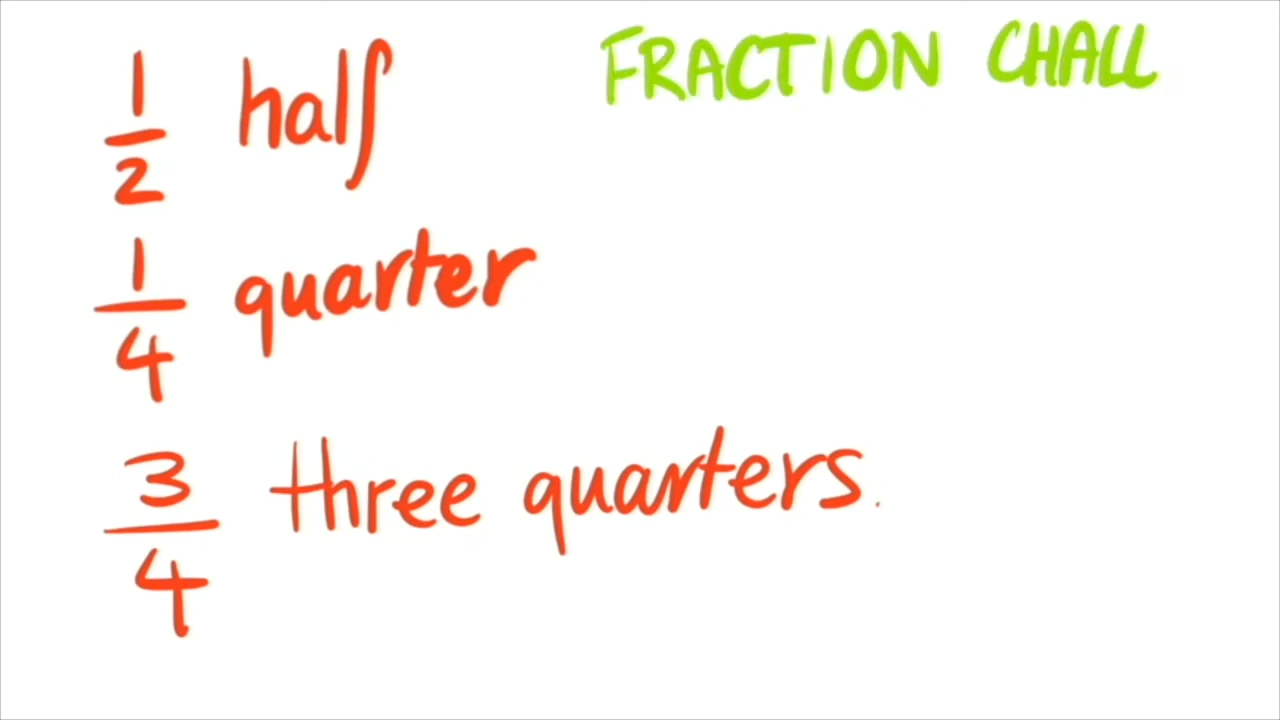 FRACTION CHALL
1/2 half
1/4 quarter
3/4 three quarters.